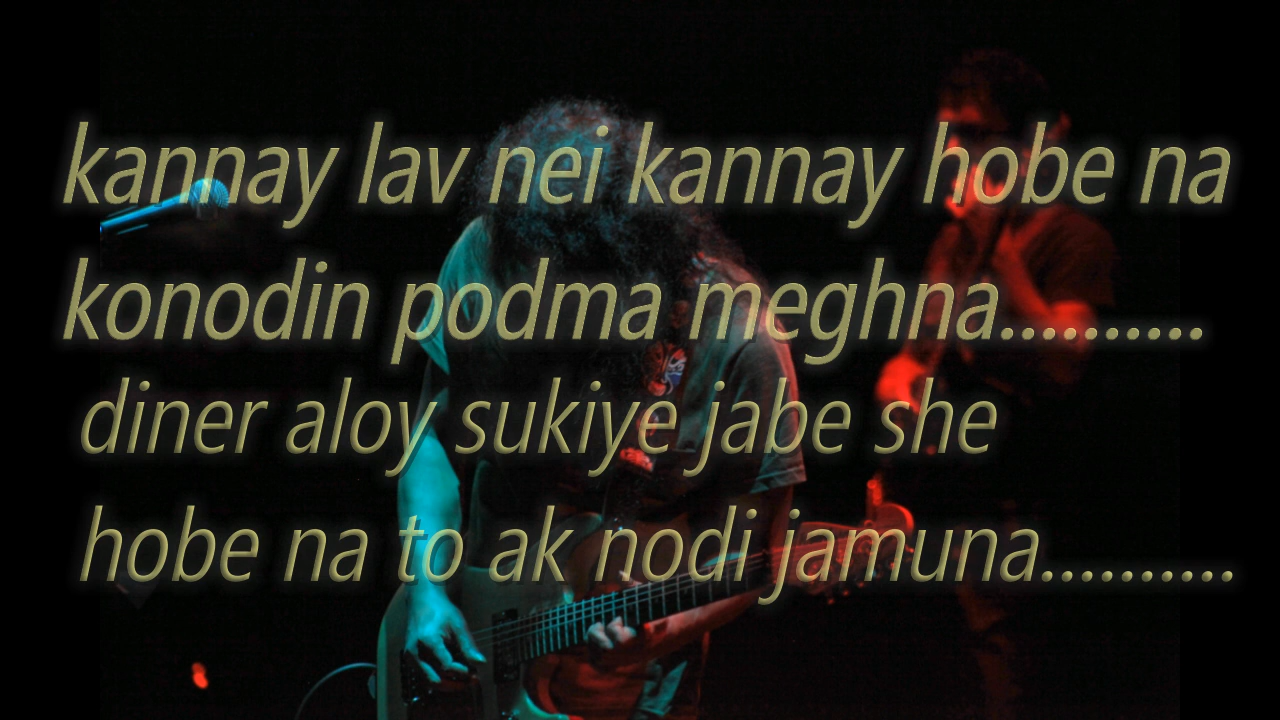 kannay lav nei kannay hobe na
konodin podma meghna..........
diner aloy sukiye jabe she
hobe na to ak nodi jamuna..........